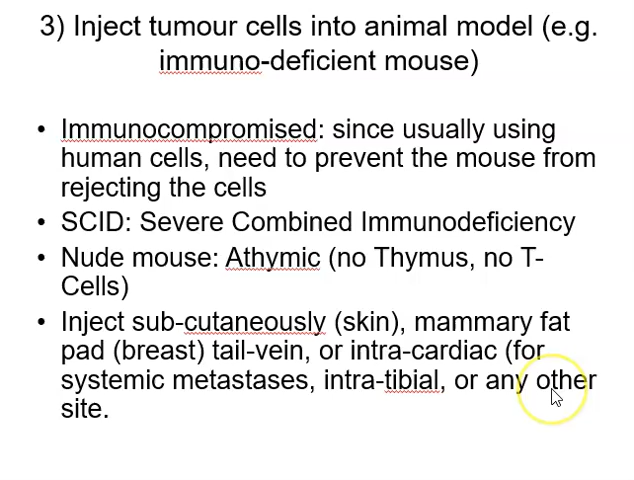 3) Inject tumour cells into animal model (e.g.
immuno-deficient mouse)
• Immunocompromised: since usually using
human cells, need to prevent the mouse from
rejecting the cells
• SCID: Severe Combined Immunodeficiency
• Nude mouse: Athymic (no Thymus, no T-
Cells)
• Inject sub-cutaneously (skin), mammary fat
pad (breast) tail-vein, or intra-cardiac (for
systemic metastases, intra-tibial, or any other
site.